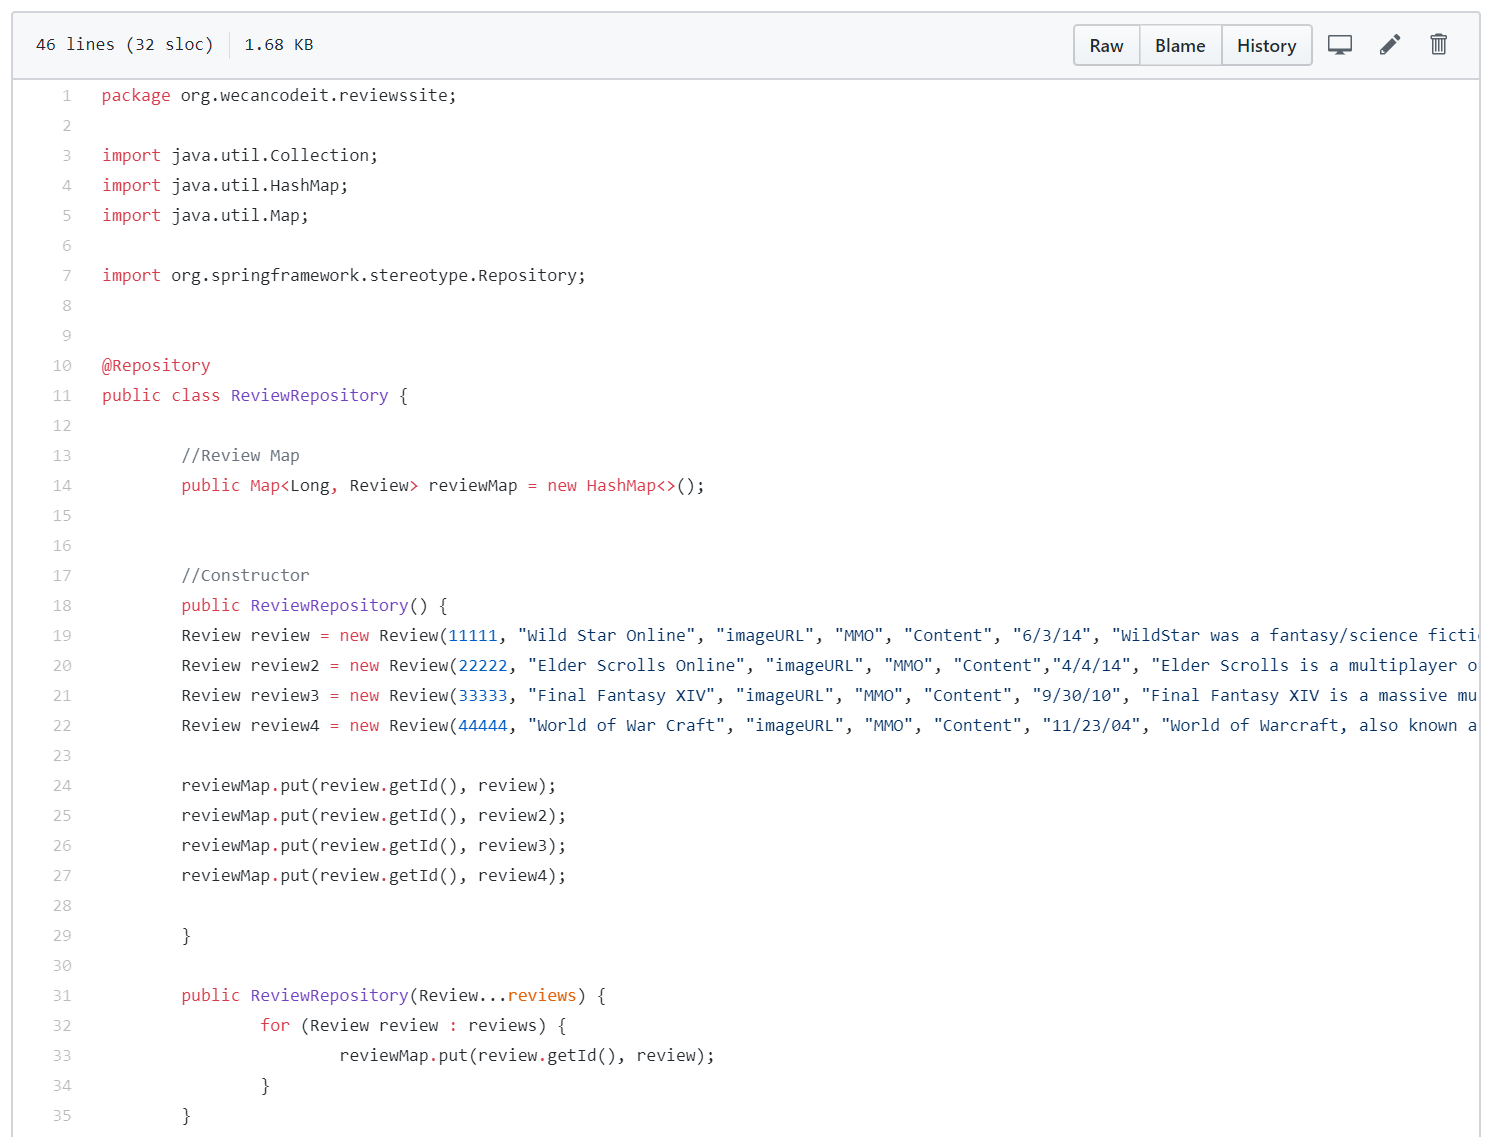 46 lines (32 sloc) 1.68 KB Raw Blame History
1 package org.wecancodeit.reviewssite;
2
3 import java.util.Collection;
4 import java.util.HashMap;
5 import java.util.Map;
6
7 import org.springframework.stereotype.Repository;
8
9
10 @Repository
11 public class ReviewRepository {
12
13 //Review Map
14 public Map<Long, Review> reviewMap = new HashMap<>();
15
16
17 //Constructor
18 public ReviewRepository() {
19 Review review = new Review(11111, "Wild Star Online", "imageURL", "MMO", "Content", "6/3/14", "WildStar was a fantasy/science ficti
20 Review review2 = new Review(22222, "Elder Scrolls Online", "imageURL", "MMO", "Content","4/4/14", "Elder Scrolls is a multiplayer o
21 Review review3 = new Review(33333, "Final Fantasy XIV", "imageURL", "MMO", "Content", "9/30/10", "Final Fantasy XIV is a massive mu
22 Review review4 = new Review(44444, "World of War Craft", "imageURL", "MMO", "Content", "11/23/04", "World of Warcraft, also known a
23
24 reviewMap.put(review.getId(), review);
25 reviewMap.put(review.getId(), review2);
26 reviewMap.put(review.getId(), review3);
27 reviewMap.put(review.getId(), review4);
28
29 }
30
31 public ReviewRepository(Review...reviews) {
32 for (Review review : reviews) {
33 reviewMap.put(review.getId(), review);
34 }
35 }